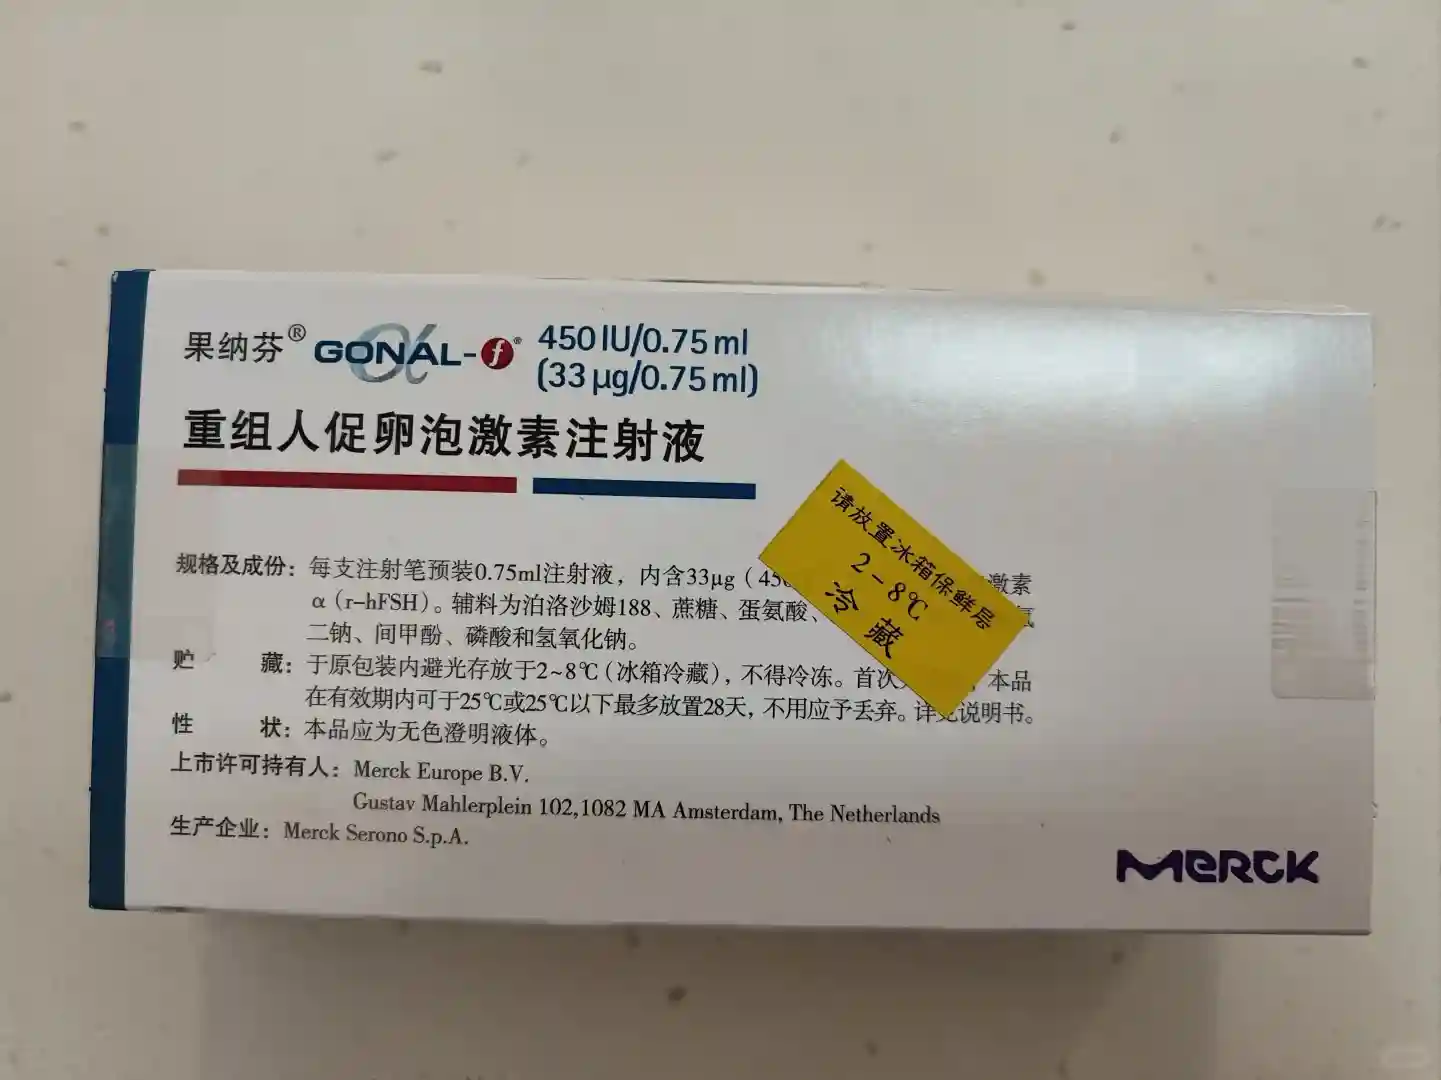 果纳芬® GONAL-f® 450 IU/0.75 ml
(33 μg/0.75 ml)
重组人促卵泡激素注射液
规格及成份：每支注射笔预装0.75ml注射液，内含33μg（45 激素
α（r-hFSH）。辅料为泊洛沙姆188、蔗糖、蛋氨酸、
二钠、间甲酚、磷酸和氢氧化钠。
贮 藏：于原包装内避光存放于2~8℃（冰箱冷藏），不得冷冻。首次 本品
在有效期内可于25℃或25℃以下最多放置28天，不用应予丢弃。详见说明书。
性 状：本品应为无色澄明液体。
上市许可持有人：Merck Europe B.V.
Gustav Mahlerplein 102,1082 MA Amsterdam, The Netherlands
生产企业：Merck Serono S.p.A.
请放置冰箱保鲜层
2-8℃
冷藏
MERCK